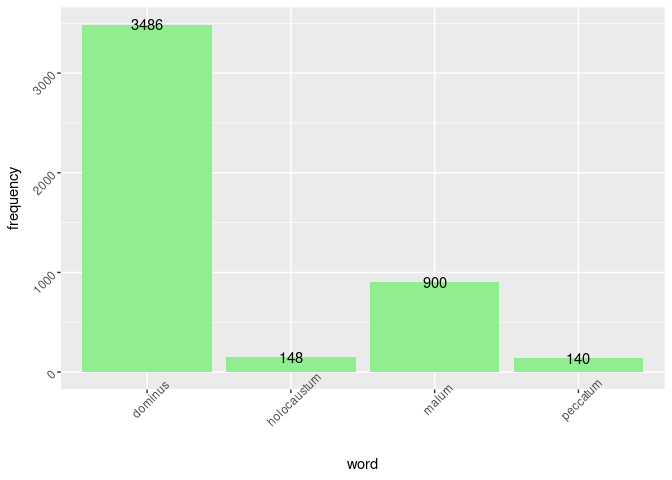 3486
3000
frequency
2000
1000
900
148
140
0
dominus
holocaustum
malum
peccatum
word